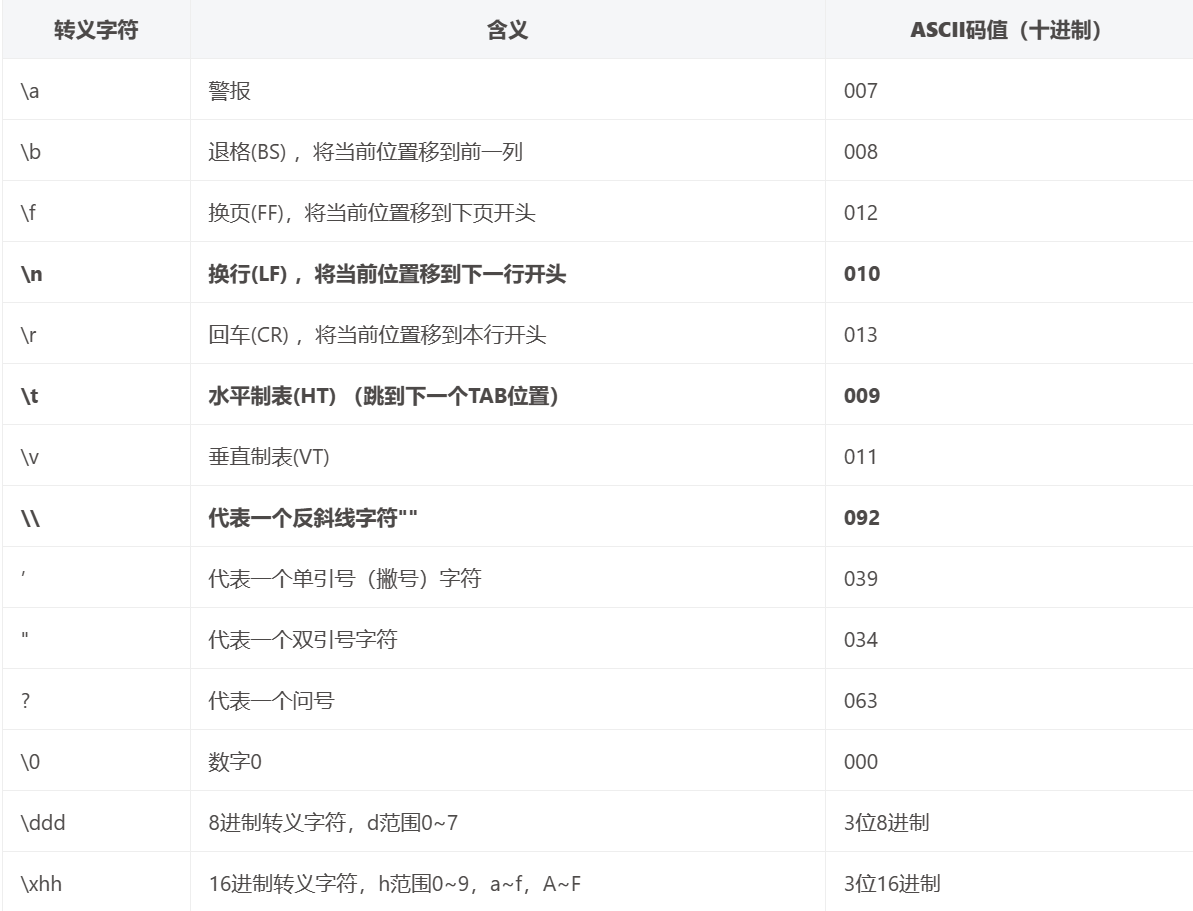 转义字符 含义 ASCII码值（十进制）
\a 警报 007
\b 退格(BS) ，将当前位置移到前一列 008
\f 换页(FF)，将当前位置移到下页开头 012
\n 换行(LF) ，将当前位置移到下一行开头 010
\r 回车(CR) ，将当前位置移到本行开头 013
\t 水平制表(HT) （跳到下一个TAB位置） 009
\v 垂直制表(VT) 011
\\ 代表一个反斜线字符"" 092
’ 代表一个单引号（撇号）字符 039
" 代表一个双引号字符 034
? 代表一个问号 063
\0 数字0 000
\ddd 8进制转义字符，d范围0~7 3位8进制
\xhh 16进制转义字符，h范围0~9，a~f，A~F 3位16进制